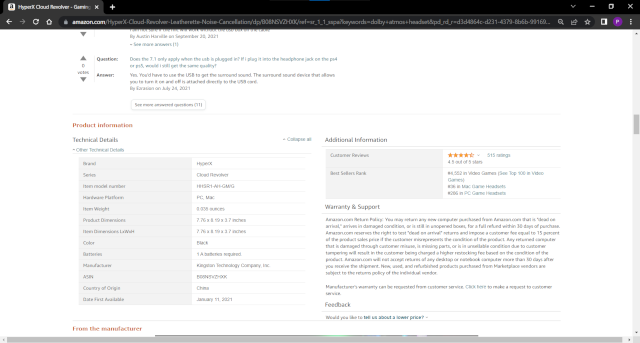 HyperX Cloud Revolver - Gaming
amazon.com/HyperX-Cloud-Revolver-Leatherette-Noise-Cancellation/dp/B08NSVZHXK/ref=sr_1_1_sspa?keywords=dolby+atmos+headset&pd_rd_r=d3d4864c-d231-4379-8b6b-99169...
By Austin Hoxville on September 28, 2021
See more answers (1)
0
votes
Question: Does the 7.1 only apply when the usb is plugged in? If I plug it into the headphone jack on the ps4
or ps5, would I still get the same quality?
Answer: Yes. You'd have to use the USB to get the surround sound. The surround sound device that allows
you to turn it on and off is attached directly to the USB cord.
on July 24, 2021
See more answered questions (11)
Product information
Technical Details
Collapse all
Other Technical Details
Brand HyperX
Series Cloud Revolver
Item model number
Hardware Platform PC, Mac
Item Weight 0.035 ounces
Product Dimensions 7.76 x 8.19 x 3.7 inches
Item Dimensions LxWxH 7.76 x 8.19 x 3.7 inches
Color Black
Batteries 1 A batteries required.
Manufacturer Kingston Technology Company, Inc.
ASIN B08NSVZHXK
Country of Origin China
Date First Available January 11, 2021
From the manufacturer
Additional Information
Customer Reviews 515 ratings
4.5 out of 5 stars
Best Sellers Rank #4,552 in Video Games (See Top 100 in Video
Games)
#36 in Mac Game Headsets
#286 in PC Game Headsets
Warranty & Support
Amazon.com Return Policy: You may return any new computer purchased from Amazon.com that is "dead on
arrival," arrives in damaged condition, or is still in unopened boxes, for a full refund within 30 days of purchase.
Amazon.com reserves the right to test "dead on arrival" returns and impose a customer fee equal to 15 percent
of the product sales price if the customer misrepresents the condition of the product. Any returned computer
that is damaged through customer misuse, is missing parts, or is in unsellable condition due to customer
tampering will result in the customer being charged a higher restocking fee based on the condition of the
product. Amazon.com will not accept returns of any desktop or notebook computer more than 30 days after
you receive the shipment. New, used, and refurbished products purchased from Marketplace vendors are
subject to the returns policy of the individual vendor.
Manufacturer's warranty can be requested from customer service. Click here to make a request to customer
service.
Feedback
Would you like to tell us about a lower price?